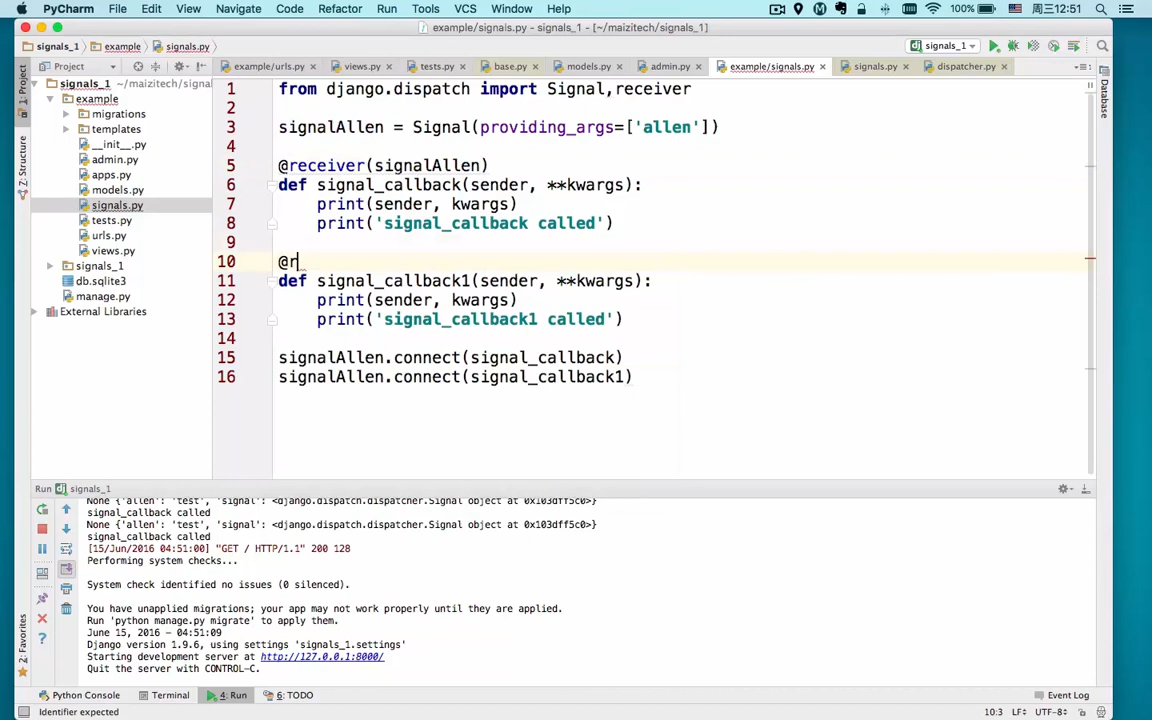 PyCharm File Edit View Navigate Code Refactor Run Tools VCS Window Help 100% 周三12:51
example/signals.py - signals_1 - [~/maizitech/signals_1]
signals_1 example signals.py signals_1
Project example/urls.py views.py tests.py base.py models.py admin.py example/signals.py signals.py dispatcher.py
1: Project
Z: Structure
2: Favorites
Database
signals_1 ~/maizitech/signal
example
migrations
templates
__init__.py
admin.py
apps.py
models.py
signals.py
tests.py
urls.py
views.py
signals_1
db.sqlite3
manage.py
External Libraries
1 from django.dispatch import Signal,receiver
2
3 signalAllen = Signal(providing_args=['allen'])
4
5 @receiver(signalAllen)
6 def signal_callback(sender, **kwargs):
7 print(sender, kwargs)
8 print('signal_callback called')
9
10 @r
11 def signal_callback1(sender, **kwargs):
12 print(sender, kwargs)
13 print('signal_callback1 called')
14
15 signalAllen.connect(signal_callback)
16 signalAllen.connect(signal_callback1)
Run signals_1
None {'allen': 'test', 'signal': <django.dispatch.dispatcher.Signal object at 0x103dff5c0>}
signal_callback called
None {'allen': 'test', 'signal': <django.dispatch.dispatcher.Signal object at 0x103dff5c0>}
signal_callback called
[15/Jun/2016 04:51:00] "GET / HTTP/1.1" 200 128
Performing system checks...
System check identified no issues (0 silenced).
You have unapplied migrations; your app may not work properly until they are applied.
Run 'python manage.py migrate' to apply them.
June 15, 2016 - 04:51:09
Django version 1.9.6, using settings 'signals_1.settings'
Starting development server at http://127.0.0.1:8000/
Quit the server with CONTROL-C.
Python Console Terminal 4: Run 6: TODO Event Log
Identifier expected 10:3 LF UTF-8